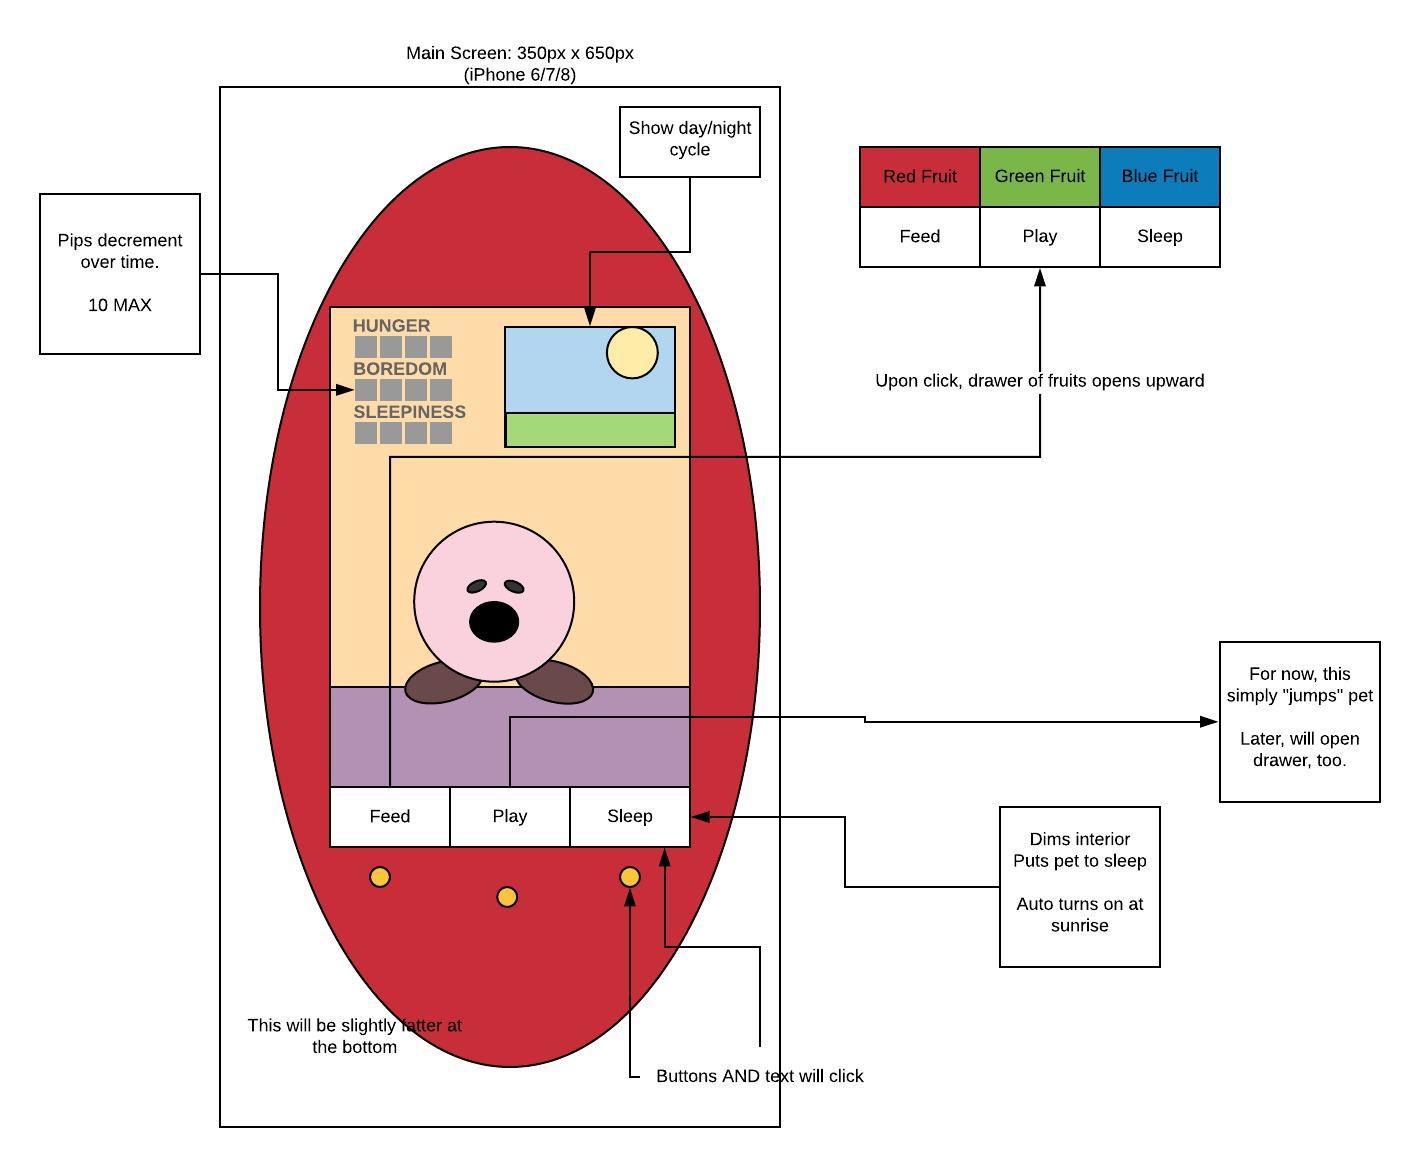 Main Screen: 350px x 650px
(iPhone 6/7/8)
Show day/night
cycle
Red Fruit
Green Fruit
Blue Fruit
Feed
Play
Sleep
Pips decrement
over time.
10 MAX
HUNGER
BOREDOM
SLEEPINESS
Upon click, drawer of fruits opens upward
For now, this
simply "jumps" pet
Later, will open
drawer, too.
Feed
Play
Sleep
Dims interior
Puts pet to sleep
Auto turns on at
sunrise
This will be slightly fatter at
the bottom
Buttons AND text will click